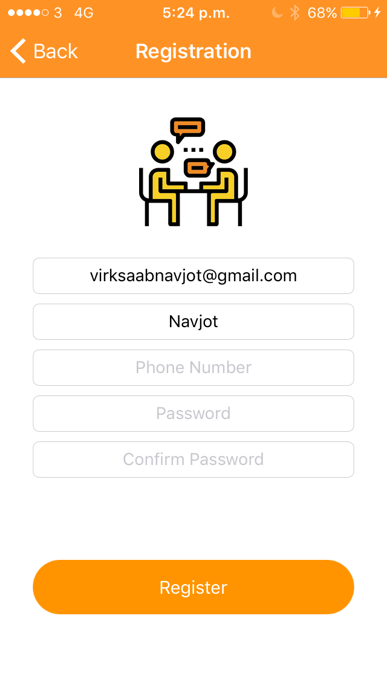 3 4G 5:24 p.m. 68%
Back Registration
virksaabnavjot@gmail.com
Navjot
Phone Number
Password
Confirm Password
Register